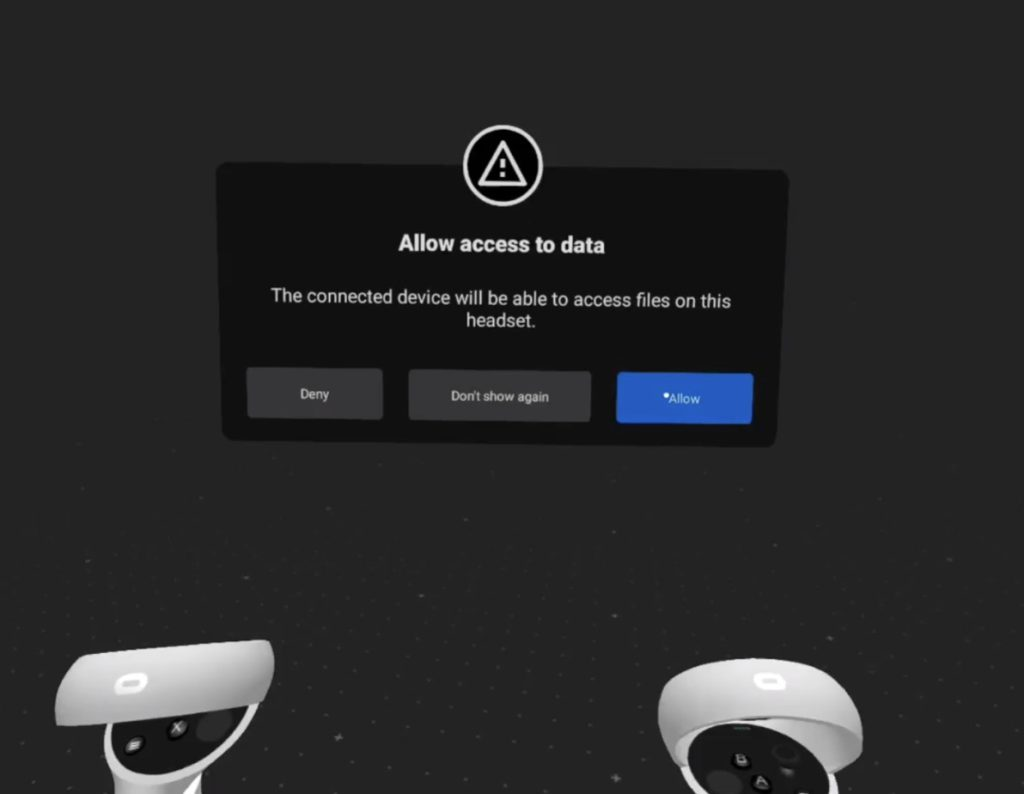 Allow access to data
The connected device will be able to access files on this
headset.
Deny
Don't show again
Allow
X
B
A